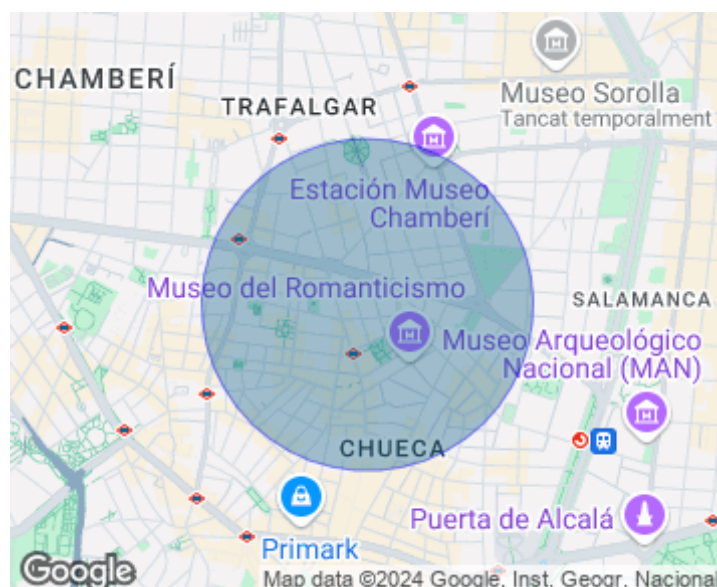 CHAMBERÍ
TRAFALGAR
Museo Sorolla
Tancat temporalment
Estación Museo
Chamberí
Museo del Romanticismo
SALAMANCA
Museo Arqueológico
Nacional (MAN)
CHUECA
Puerta de Alcalá
Primark
Google
Map data ©2024 Google, Inst. Geogr. Nacional